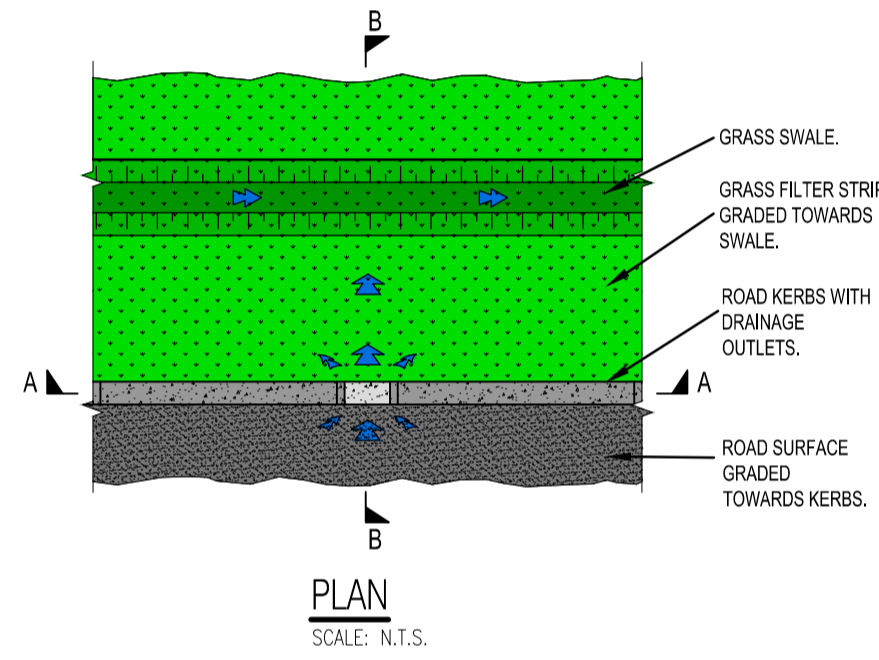 B
GRASS SWALE.
GRASS FILTER STRIP
GRADED TOWARDS
SWALE.
ROAD KERBS WITH
DRAINAGE
OUTLETS.
A
A
ROAD SURFACE
GRADED
TOWARDS KERBS.
B
PLAN
SCALE: N.T.S.